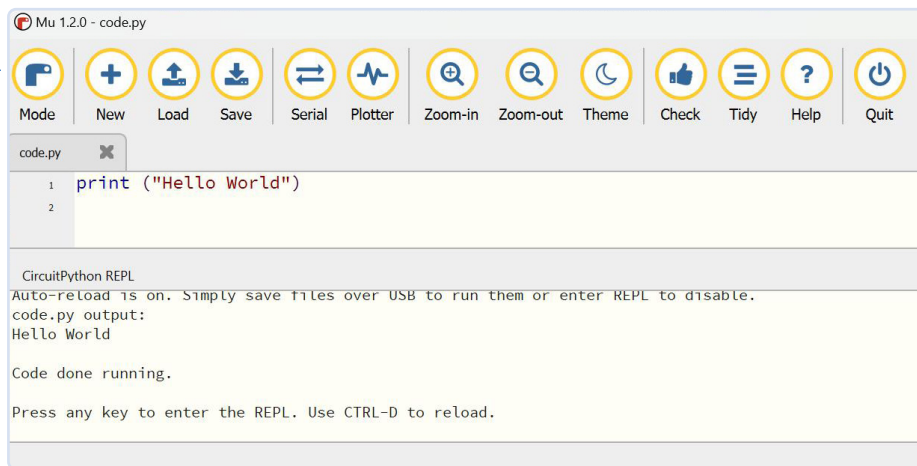 Mu 1.2.0 - code.py
Mode New Load Save Serial Plotter Zoom-in Zoom-out Theme Check Tidy Help Quit
code.py
1 print ("Hello World")
2
CircuitPython REPL
Auto-reload is on. Simply save files over USB to run them or enter REPL to disable.
code.py output:
Hello World
Code done running.
Press any key to enter the REPL. Use CTRL-D to reload.